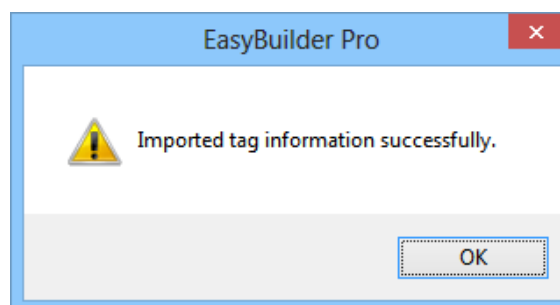 EasyBuilder Pro
Imported tag information successfully.
OK